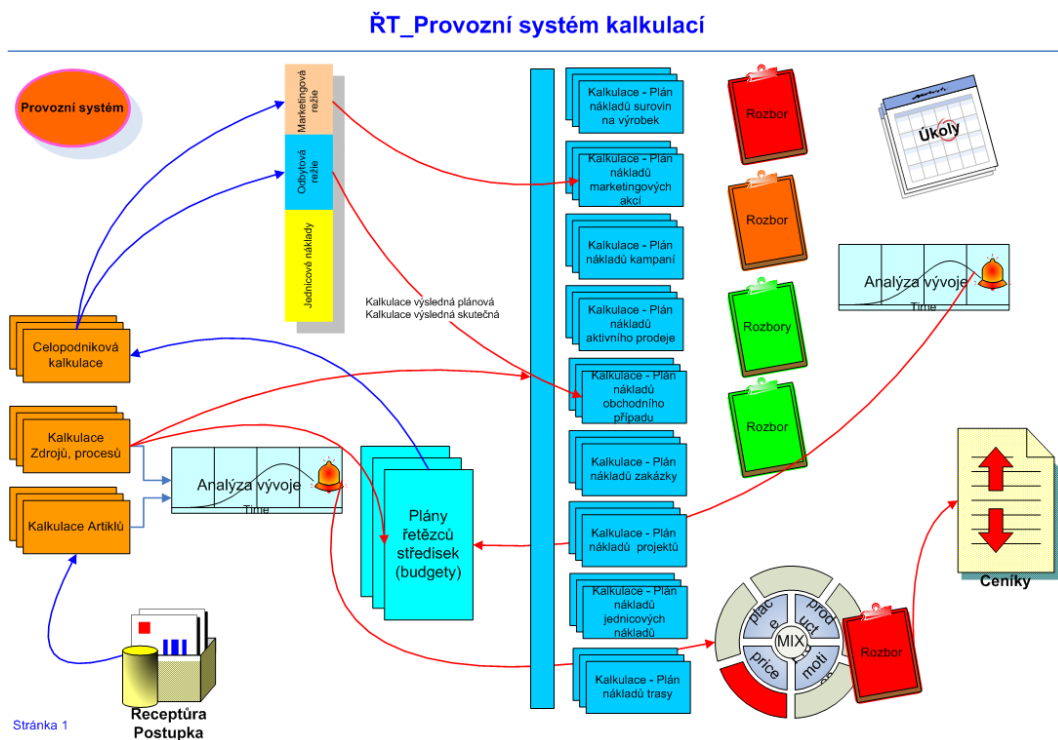 ŘT_Provozní systém kalkulací
Provozní systém
Marketingová
režie
Odbytová
režie
Jednicové náklady
Kalkulace výsledná plánová
Kalkulace výsledná skutečná
Celopodniková
kalkulace
Kalkulace
Zdrojů, procesů
Kalkulace Artiklů
Analýza vývoje
Time
Plány
řetězců
středisek
(budgety)
Receptůra
Postupka
Stránka 1
Kalkulace - Plán
nákladů surovin
na výrobek
Kalkulace - Plán
nákladů
marketingových
akcí
Kalkulace - Plán
nákladů kampaní
Kalkulace - Plán
nákladů
aktivního prodeje
Kalkulace - Plán
nákladů
obchodního
případu
Kalkulace - Plán
nákladů zakázky
Kalkulace - Plán
nákladů projektů
Kalkulace - Plán
nákladů
jednicových
nákladů
Kalkulace - Plán
nákladů trasy
Rozbor
Rozbor
Rozbory
Rozbor
Úkoly
Analýza vývoje
Time
Ceníky
plac
e
prod
uct
MIX
price
moti
Rozbor